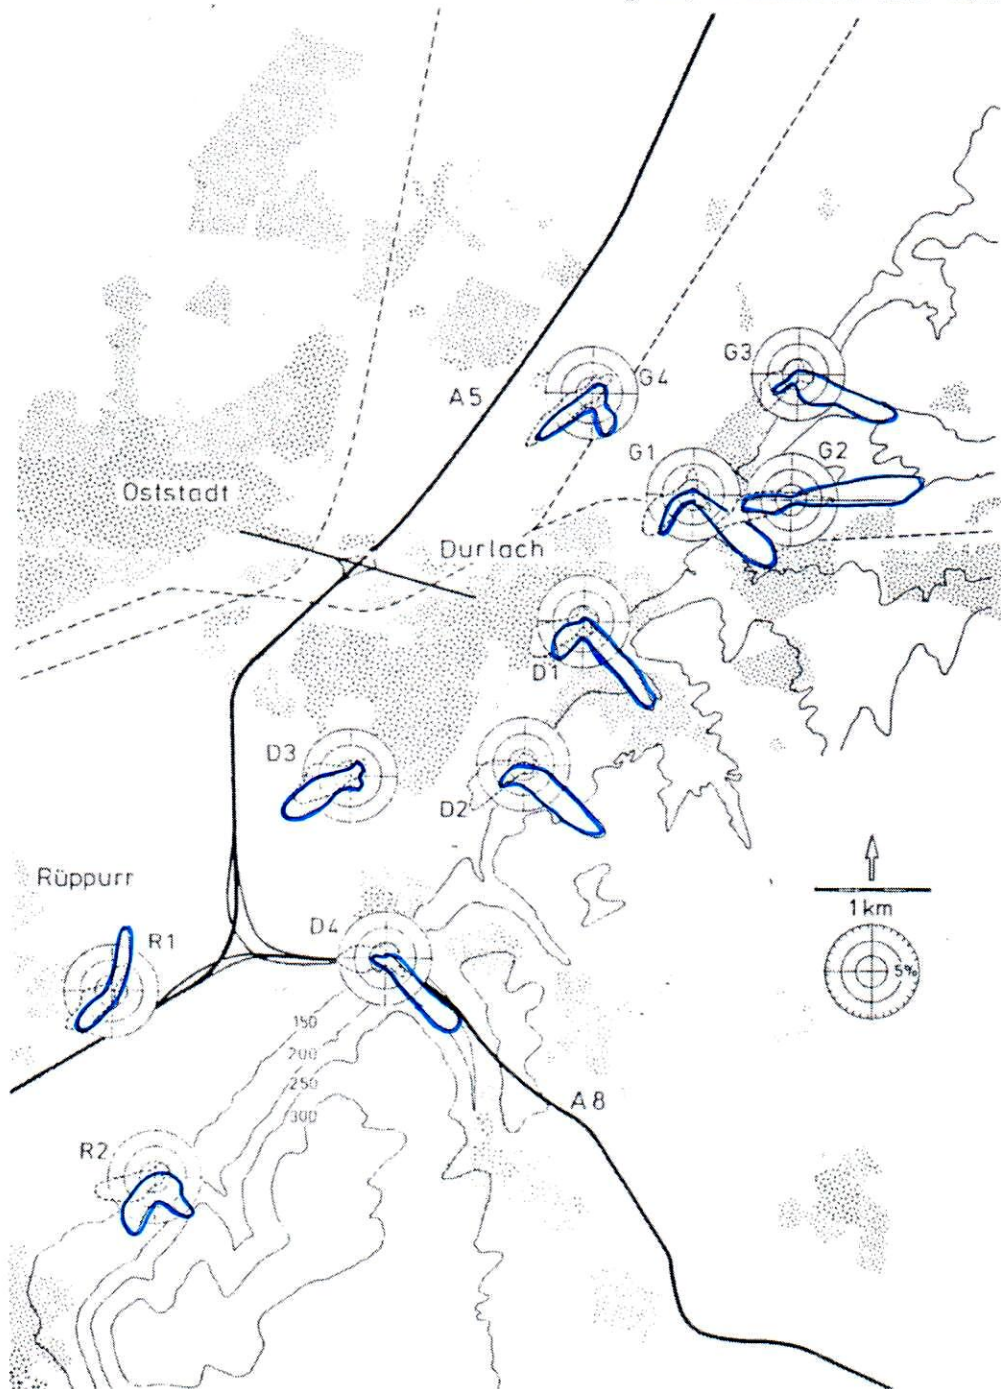 A5
G4
G3
G1
G2
Oststadt
Durlach
D1
D3
D2
Rüppurr
1km
R1
D4
5%
150
200
250
300
A8
R2